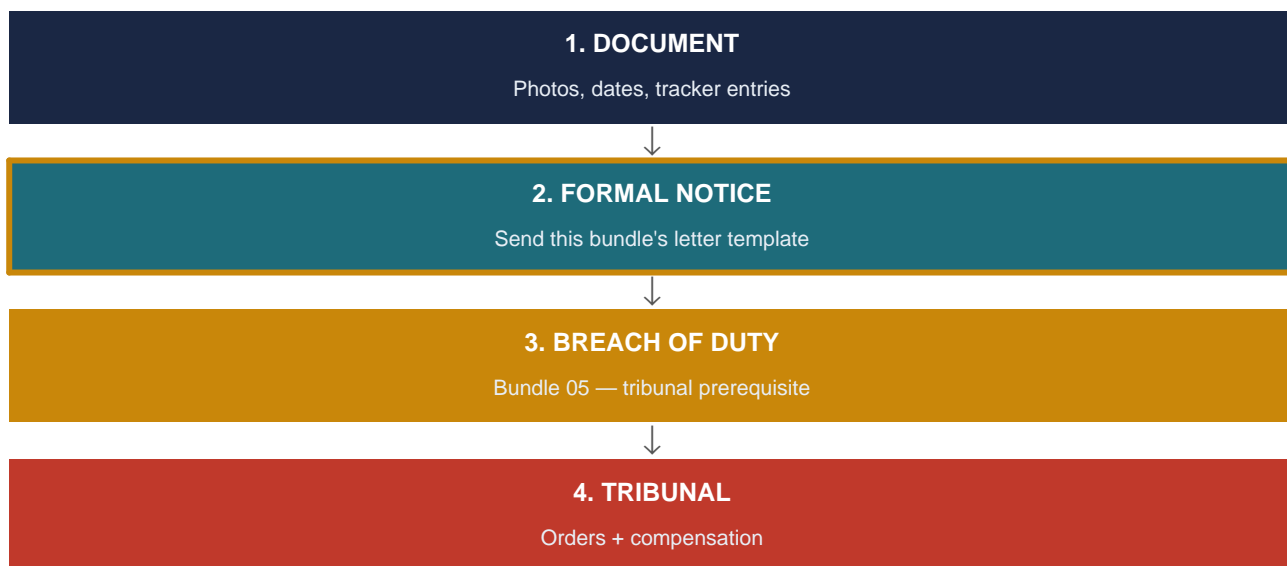 1. DOCUMENT
Photos, dates, tracker entries
2. FORMAL NOTICE
Send this bundle's letter template
3. BREACH OF DUTY
Bundle 05 — tribunal prerequisite
4. TRIBUNAL
Orders + compensation